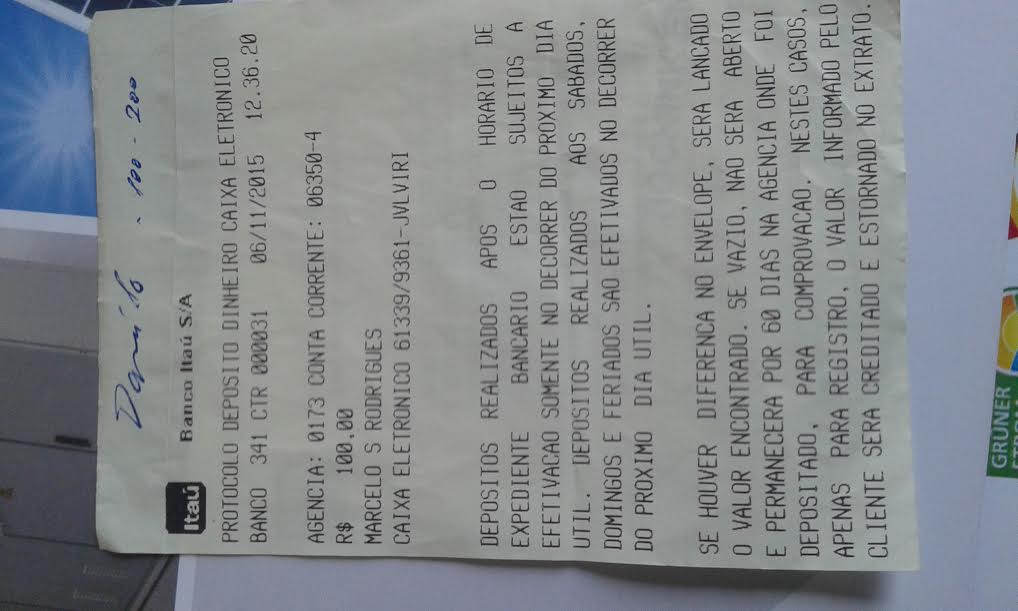 Danilo - 100 - 200
Itaú
Banco Itaú S/A
PROTOCOLO DEPOSITO DINHEIRO CAIXA ELETRONICO
BANCO 341 CTR 000031 06/11/2015 12.36.20
AGENCIA: 0173 CONTA CORRENTE: 06350-4
R$ 100,00
MARCELO S RODRIGUES
CAIXA ELETRONICO 61339/9361-JVLVIRI
DEPOSITOS REALIZADOS APOS O HORARIO DE
EXPEDIENTE BANCARIO ESTAO SUJEITOS A
EFETIVACAO SOMENTE NO DECORRER DO PROXIMO DIA
UTIL. DEPOSITOS REALIZADOS AOS SABADOS,
DOMINGOS E FERIADOS SAO EFETIVADOS NO DECORRER
DO PROXIMO DIA UTIL.
SE HOUVER DIFERENCA NO ENVELOPE, SERA LANCADO
O VALOR ENCONTRADO. SE VAZIO, NAO SERA ABERTO
E PERMANECERA POR 60 DIAS NA AGENCIA ONDE FOI
DEPOSITADO, PARA COMPROVACAO. NESTES CASOS,
APENAS PARA REGISTRO, O VALOR INFORMADO PELO
CLIENTE SERA CREDITADO E ESTORNADO NO EXTRATO.
GRÜNER